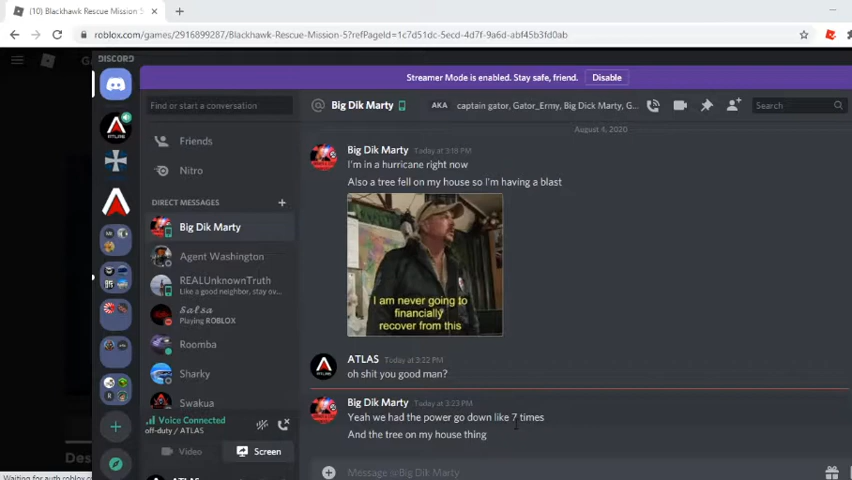 (10) Blackhawk Rescue Mission 5
roblox.com/games/2916899287/Blackhawk-Rescue-Mission-5?refPageId=1c7d51dc-5ecd-4d7f-9a6d-abf45b3fd0ab
DISCORD
Streamer Mode is enabled. Stay safe, friend.
Disable
Find or start a conversation
Big Dik Marty
AKA
captain gator, Gator_Ermy, Big Dick Marty, G...
Search
August 4, 2020
Friends
Nitro
DIRECT MESSAGES
Big Dik Marty
Agent Washington
REALUnknownTruth
Like a good neighbor, stay ov...
Salsa
Playing ROBLOX
Roomba
Sharky
Swakua
Voice Connected
off-duty / ATLAS
Video
Screen
Big Dik Marty Today at 3:18 PM
I'm in a hurricane right now
Also a tree fell on my house so I'm having a blast
I am never going to
financially
recover from this
ATLAS Today at 3:22 PM
oh shit you good man?
Big Dik Marty Today at 3:23 PM
Yeah we had the power go down like 7 times
And the tree on my house thing
Message @Big Dik Marty
Des
Waiting for auth.roblox.c